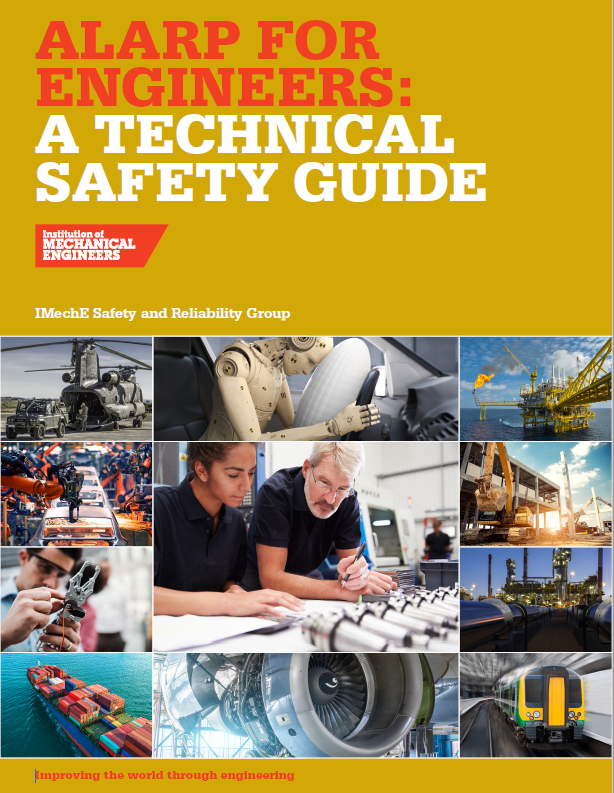 ALARP FOR
ENGINEERS:
A TECHNICAL
SAFETY GUIDE
Institution of
MECHANICAL
ENGINEERS
IMechE Safety and Reliability Group
Improving the world through engineering